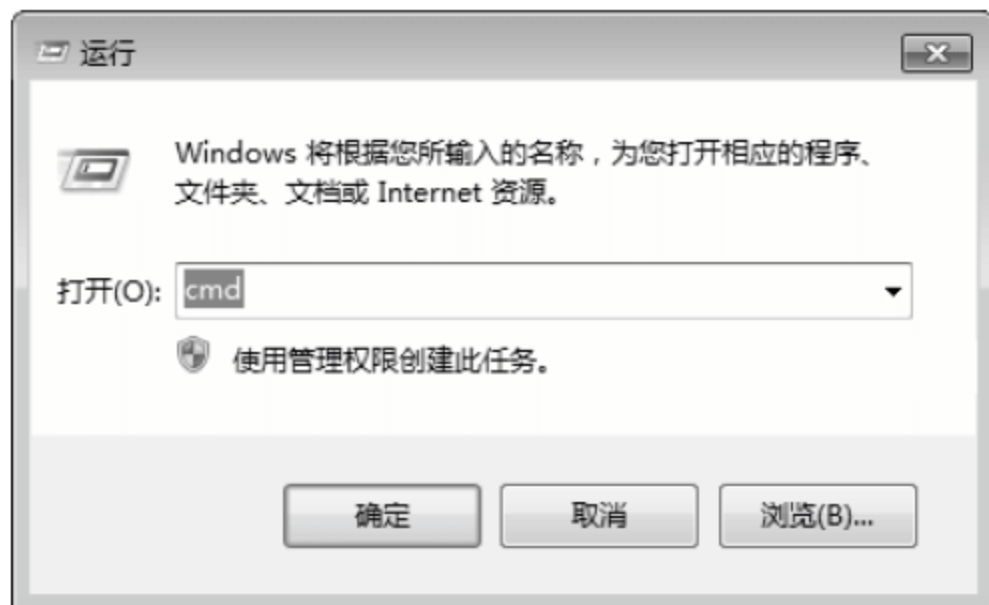 运行
Windows 将根据您所输入的名称，为您打开相应的程序、
文件夹、文档或 Internet 资源。
打开(O): cmd
使用管理权限创建此任务。
确定 取消 浏览(B)...